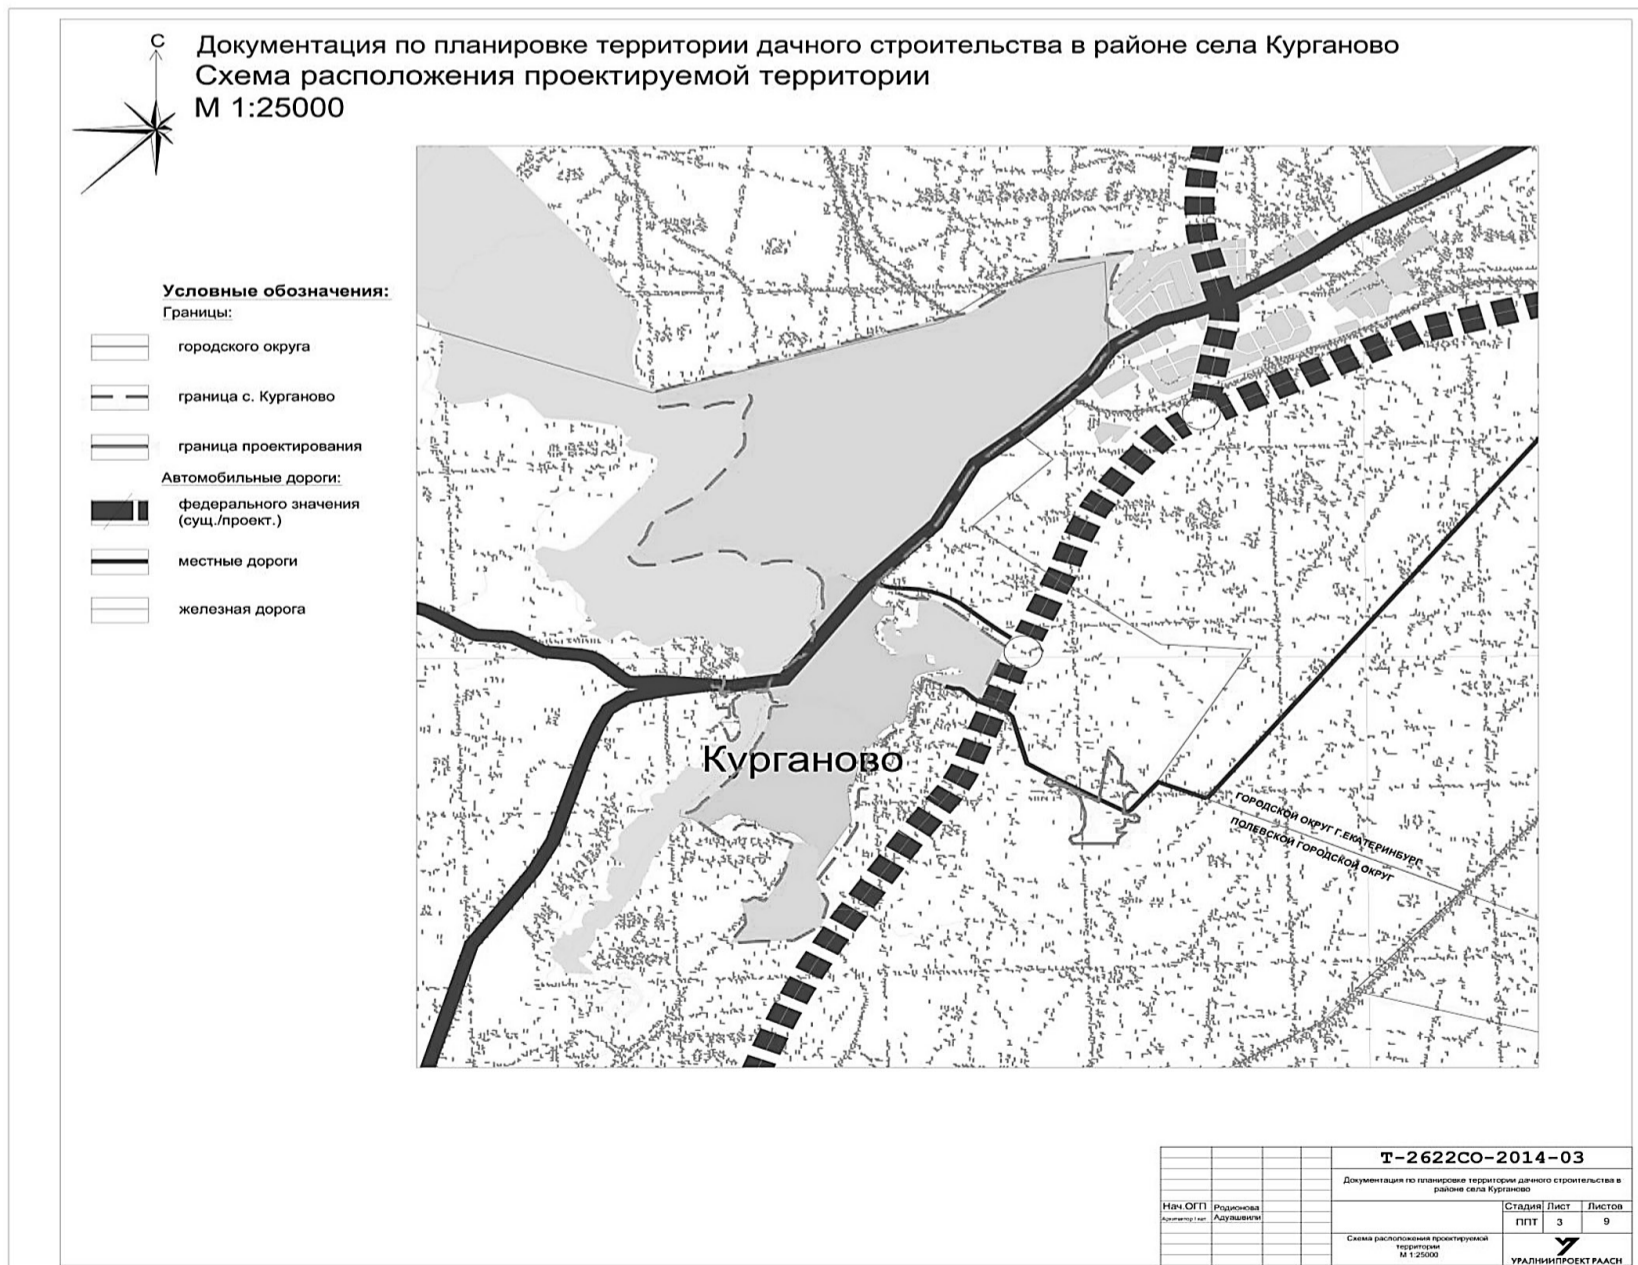 С
Документация по планировке территории дачного строительства в районе села Курганово
Схема расположения проектируемой территории
М 1:25000
Условные обозначения:
Границы:
городского округа
граница с. Курганово
граница проектирования
Автомобильные дороги:
федерального значения
(сущ./проект.)
местные дороги
железная дорога
Курганово
ГОРОДСКОЙ ОКРУГ Г.ЕКАТЕРИНБУРГ
ПОЛЕВСКОЙ ГОРОДСКОЙ ОКРУГ
Т-2622СО-2014-03
Документация по планировке территории дачного строительства в
районе села Курганово
Нач.ОГП Родионова
Адуашвили
Стадия Лист Листов
ППТ 3 9
Схема расположения проектируемой
территории
М 1:25000
УРАЛНИИПРОЕКТ РААСН